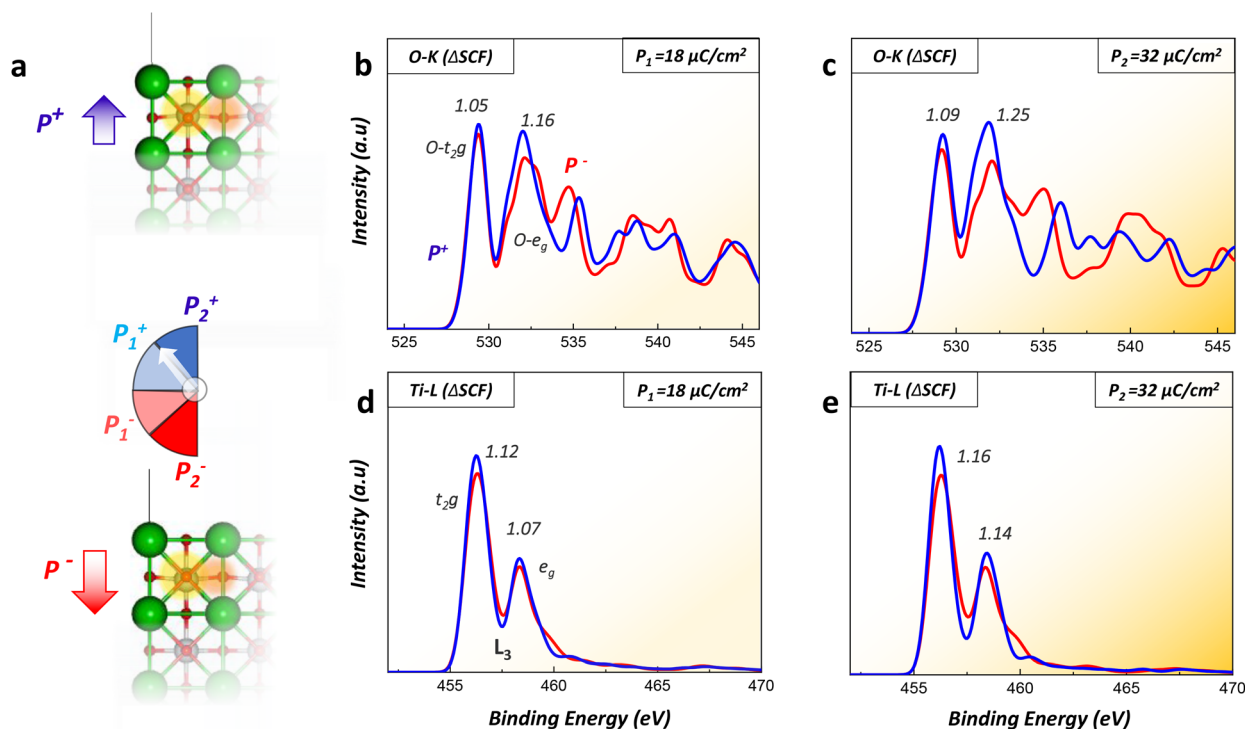 a
P+
P2+
P1+
P1-
P2-
P -
b
O-K (ΔSCF)
P1=18 μC/cm²
1.05
1.16
O-t2g
P -
P+
O-eg
Intensity (a.u)
525 530 535 540 545
c
O-K (ΔSCF)
P2=32 μC/cm²
1.09
1.25
525 530 535 540 545
d
Ti-L (ΔSCF)
P1=18 μC/cm²
1.12
t2g
1.07
eg
L3
Intensity (a.u)
455 460 465 470
Binding Energy (eV)
e
Ti-L (ΔSCF)
P2=32 μC/cm²
1.16
1.14
455 460 465 470
Binding Energy (eV)